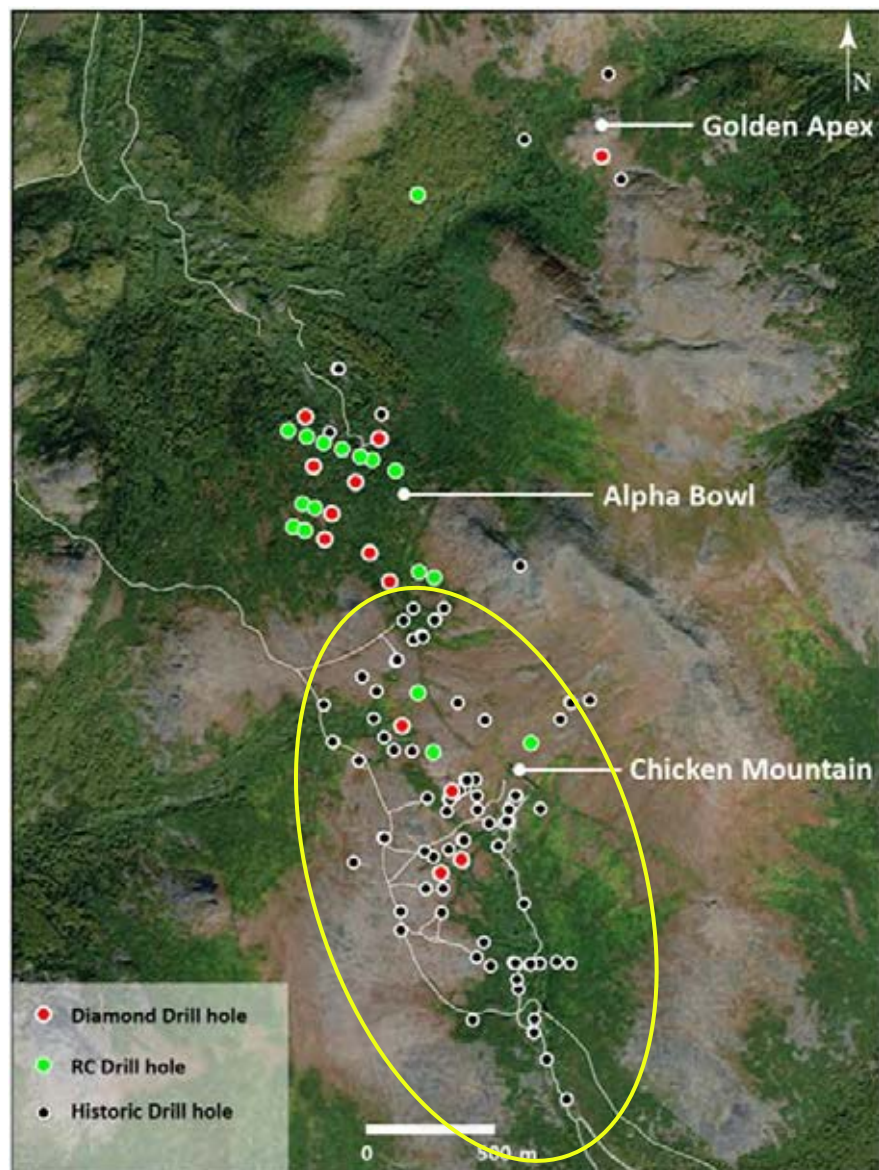 N
Golden Apex
Alpha Bowl
Chicken Mountain
Diamond Drill hole
RC Drill hole
Historic Drill hole
0 500 m